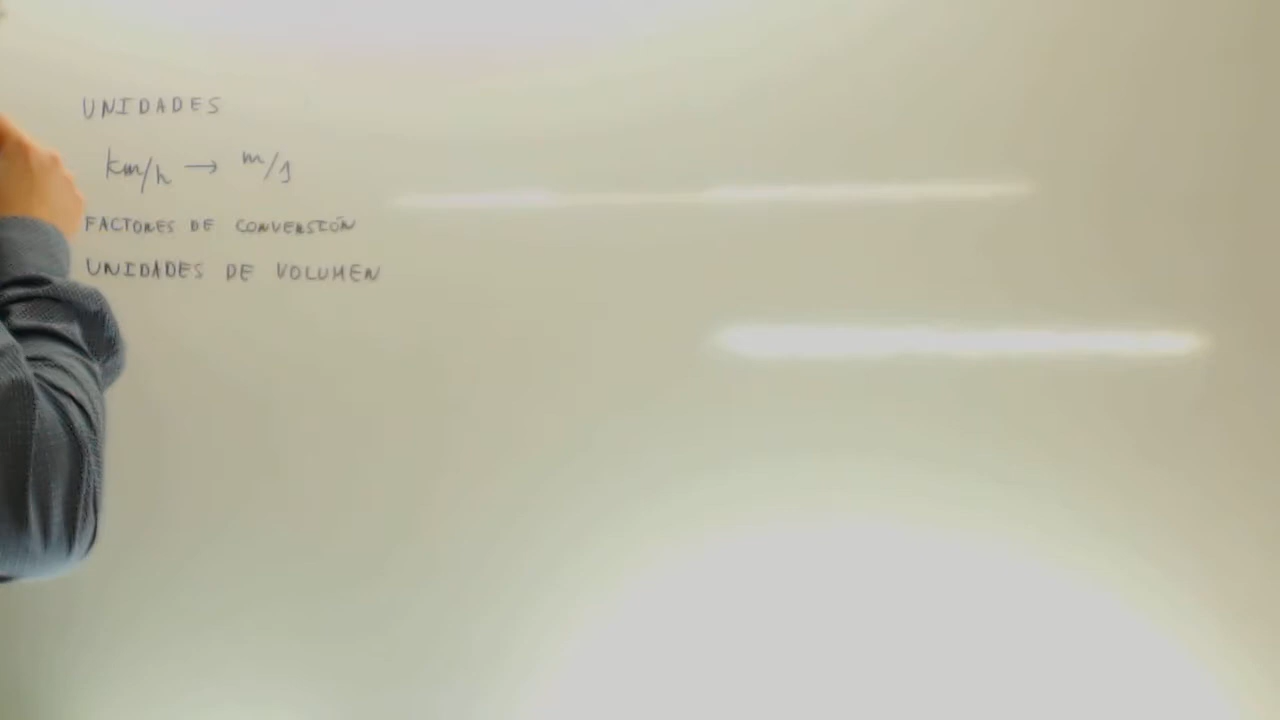 UNIDADES
km/h → m/s
FACTORES DE CONVERSIÓN
UNIDADES DE VOLUMEN